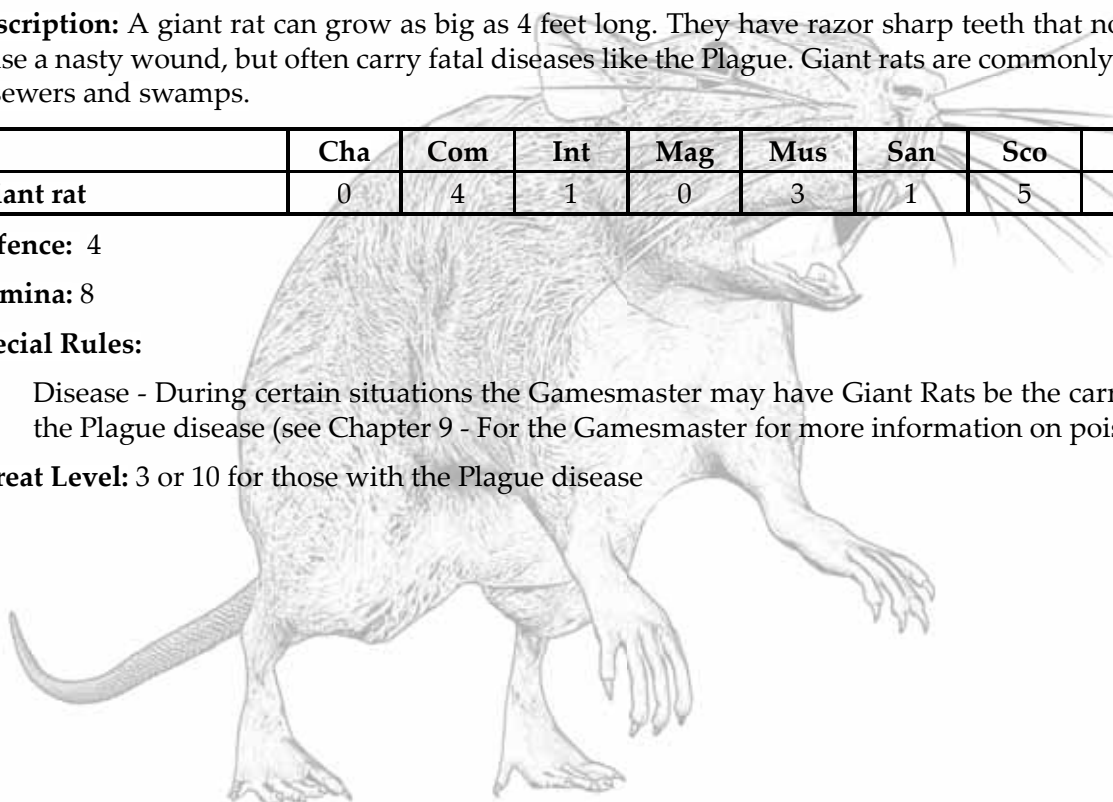 scription: A giant rat can grow as big as 4 feet long. They have razor sharp teeth that no
se a nasty wound, but often carry fatal diseases like the Plague. Giant rats are commonly
sewers and swamps.
Cha Com Int Mag Mus San Sco
ant rat 0 4 1 0 3 1 5
fence: 4
mina: 8
ecial Rules:
Disease - During certain situations the Gamesmaster may have Giant Rats be the carr
the Plague disease (see Chapter 9 - For the Gamesmaster for more information on pois
reat Level: 3 or 10 for those with the Plague disease